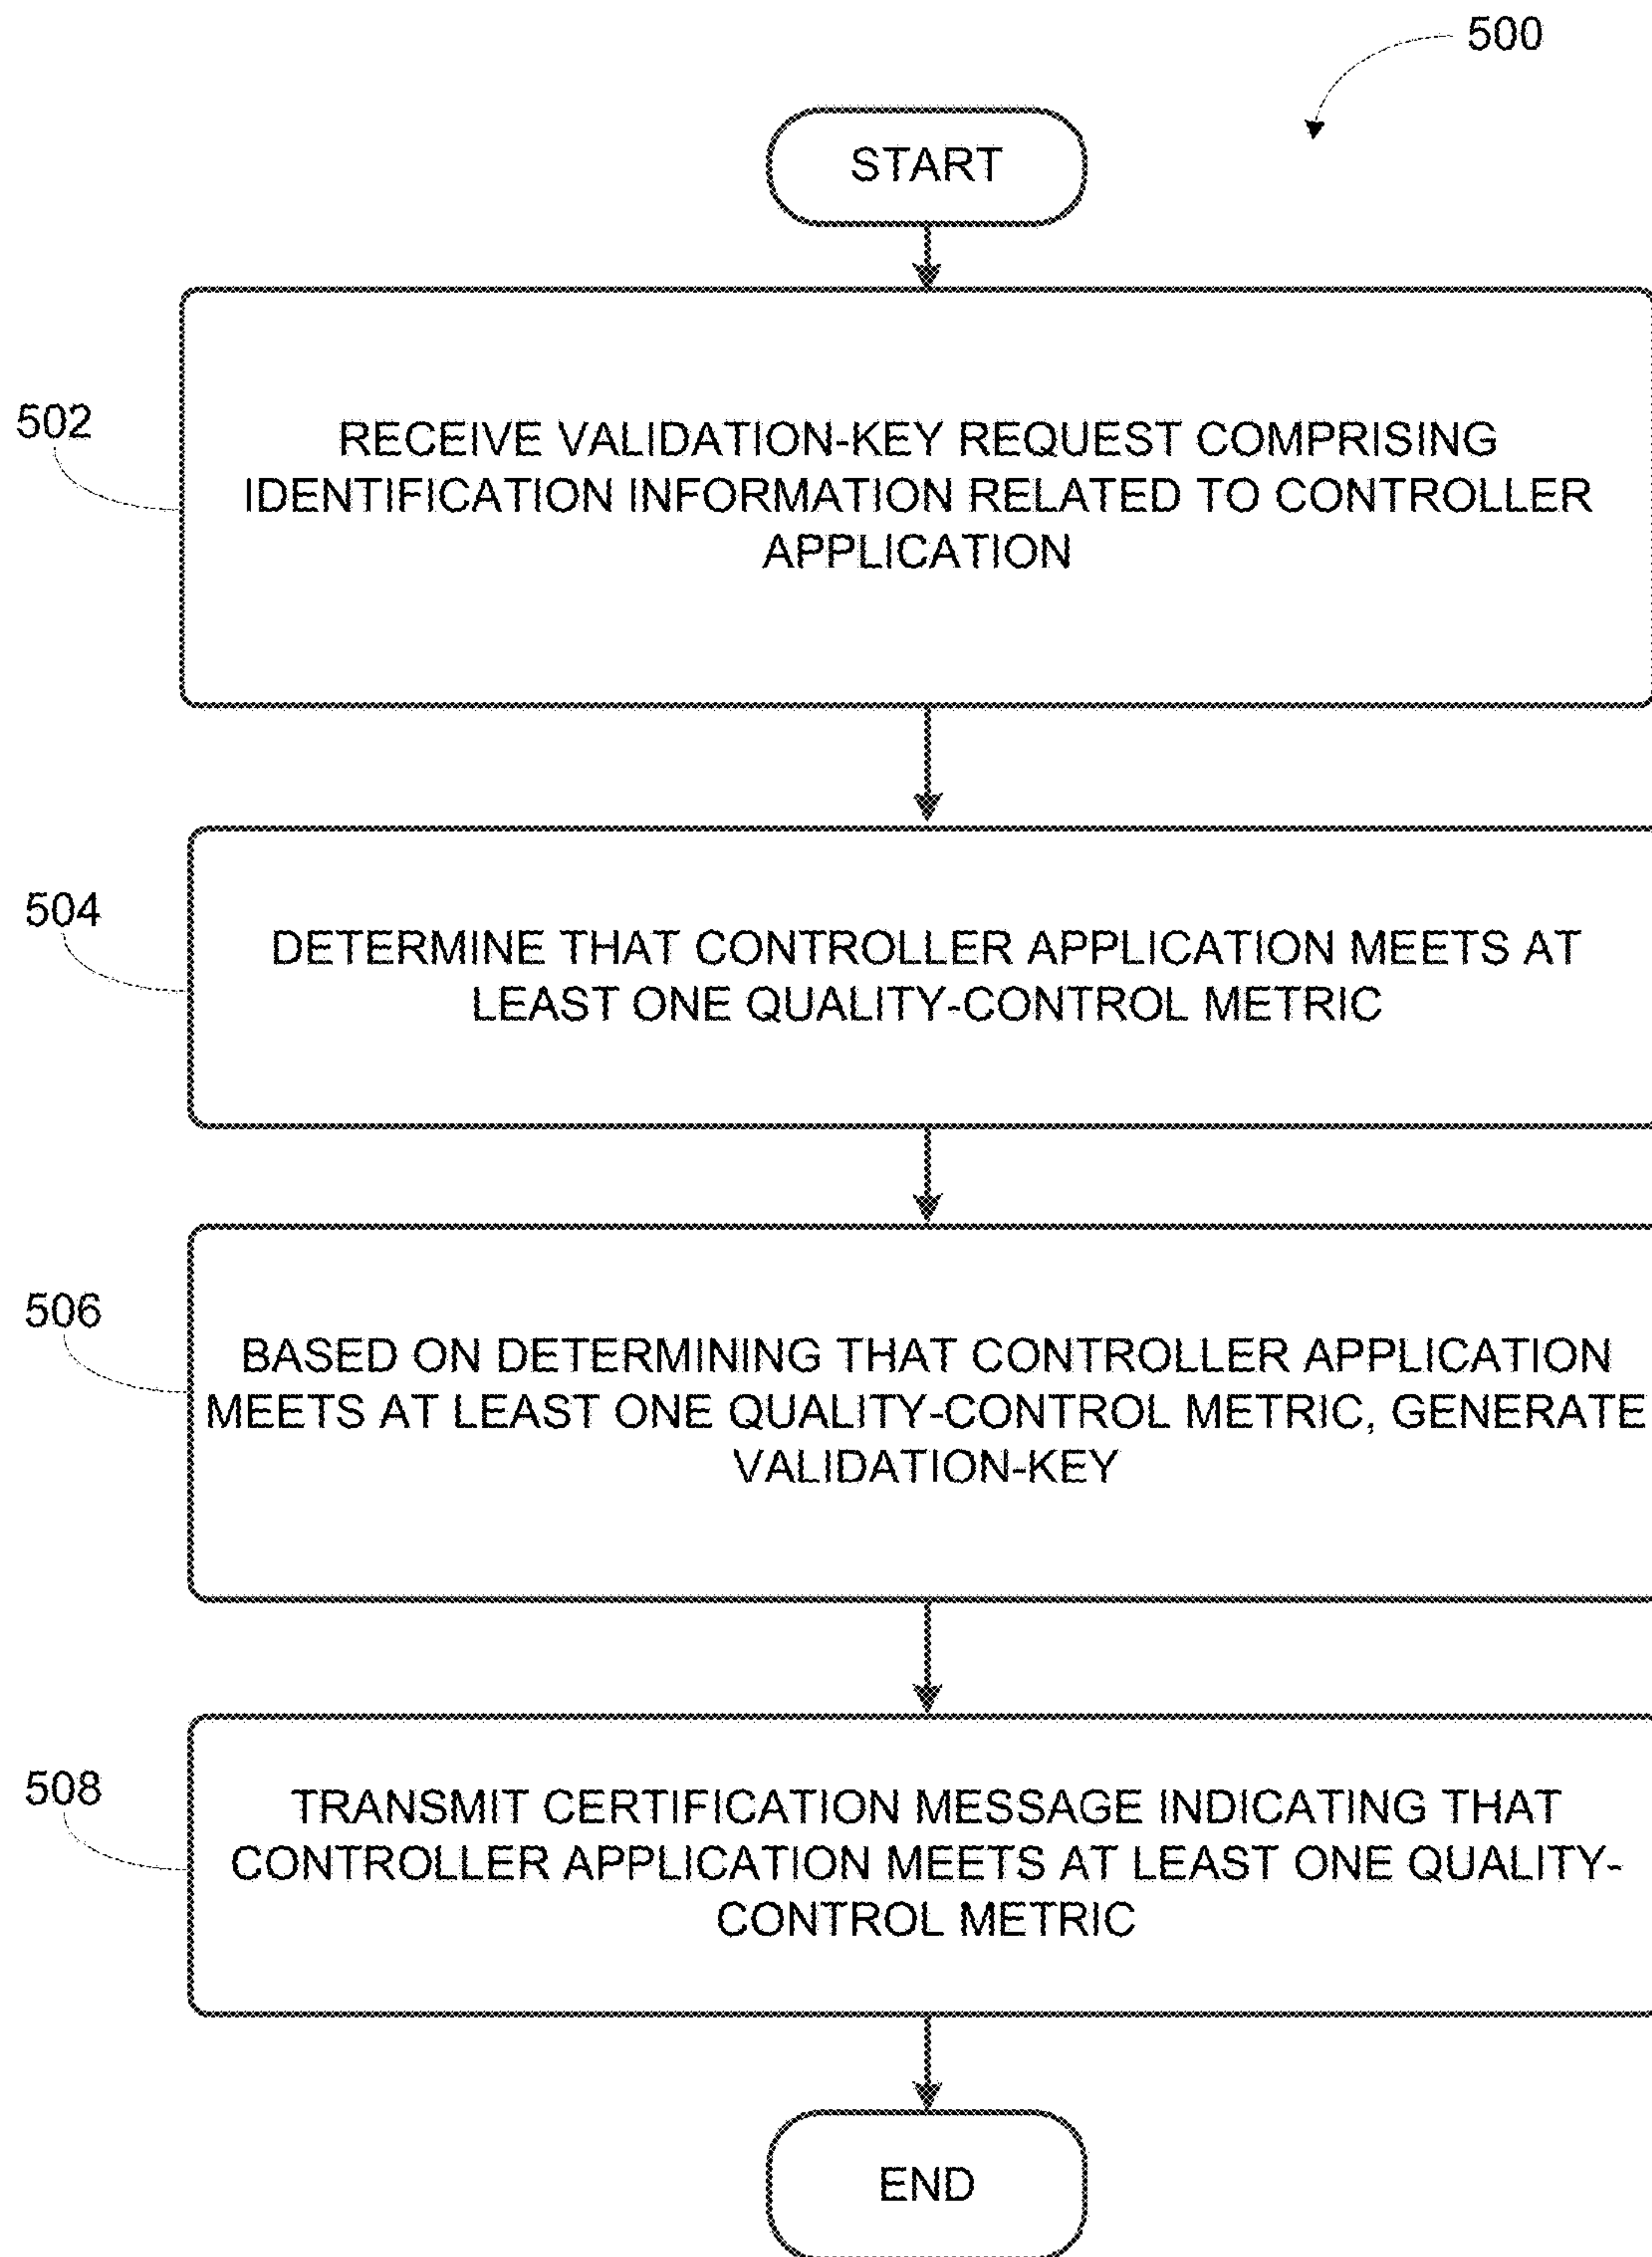 500
START
502
RECEIVE VALIDATION-KEY REQUEST COMPRISING
IDENTIFICATION INFORMATION RELATED TO CONTROLLER
APPLICATION
504
DETERMINE THAT CONTROLLER APPLICATION MEETS AT
LEAST ONE QUALITY-CONTROL METRIC
506
BASED ON DETERMINING THAT CONTROLLER APPLICATION
MEETS AT LEAST ONE QUALITY-CONTROL METRIC, GENERATE
VALIDATION-KEY
508
TRANSMIT CERTIFICATION MESSAGE INDICATING THAT
CONTROLLER APPLICATION MEETS AT LEAST ONE QUALITY-
CONTROL METRIC
END